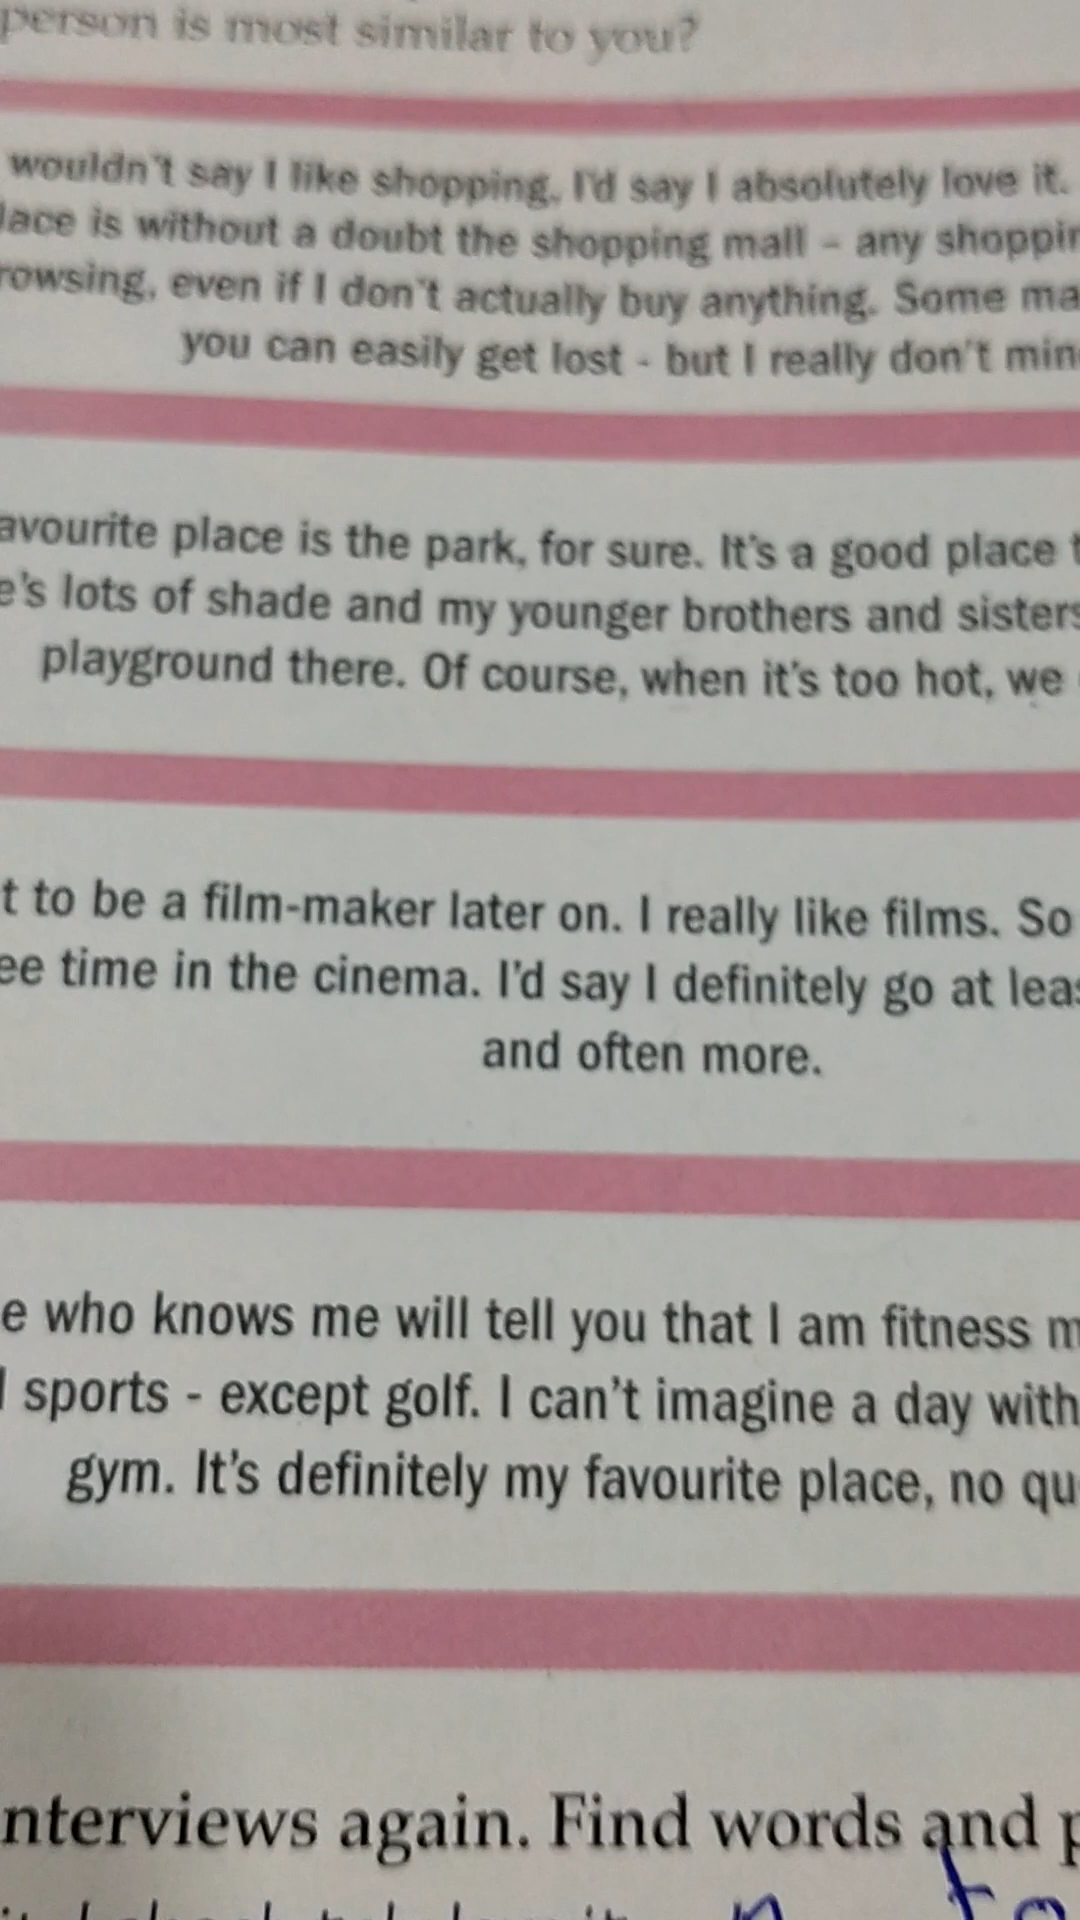 person is most similar to you?
wouldn't say I like shopping. I'd say I absolutely love it.
lace is without a doubt the shopping mall – any shoppin
rowsing, even if I don't actually buy anything. Some ma
you can easily get lost - but I really don't min
avourite place is the park, for sure. It's a good place t
e's lots of shade and my younger brothers and sisters
playground there. Of course, when it's too hot, we
t to be a film-maker later on. I really like films. So
ee time in the cinema. I'd say I definitely go at leas
and often more.
e who knows me will tell you that I am fitness m
l sports - except golf. I can't imagine a day with
gym. It's definitely my favourite place, no qu
nterviews again. Find words and p